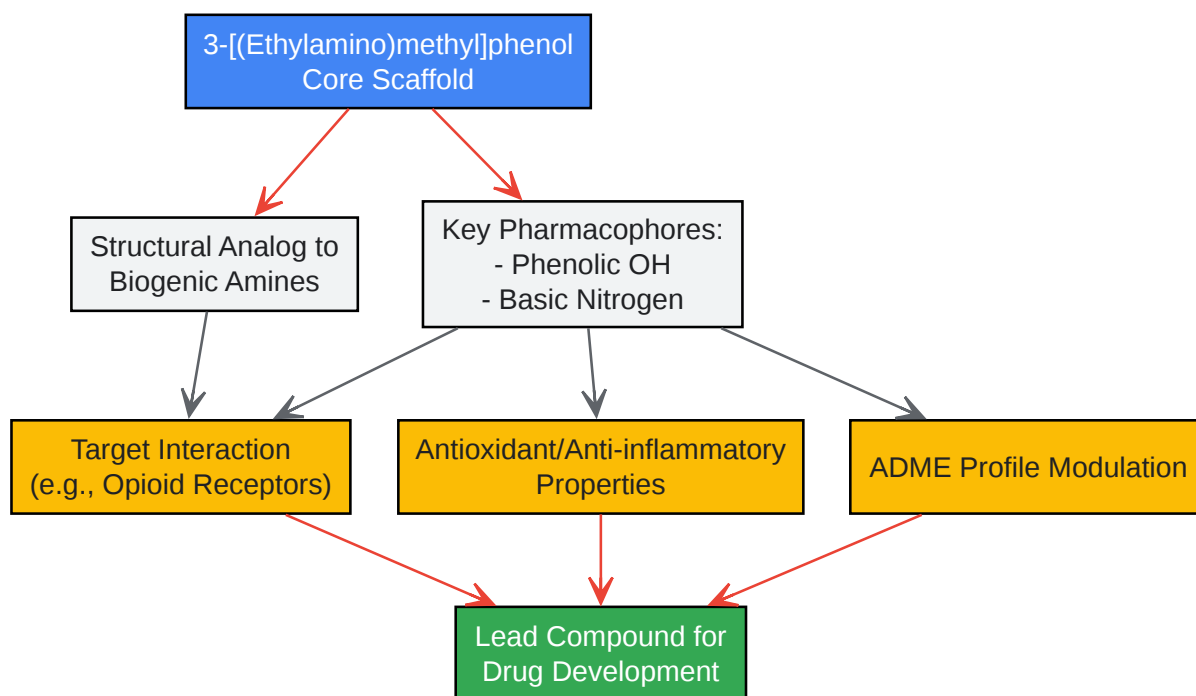 3-[(Ethylamino)methyl]phenol
Core Scaffold
Structural Analog to
Biogenic Amines
Key Pharmacophores:
- Phenolic OH
- Basic Nitrogen
Target Interaction
(e.g., Opioid Receptors)
Antioxidant/Anti-inflammatory
Properties
ADME Profile Modulation
Lead Compound for
Drug Development